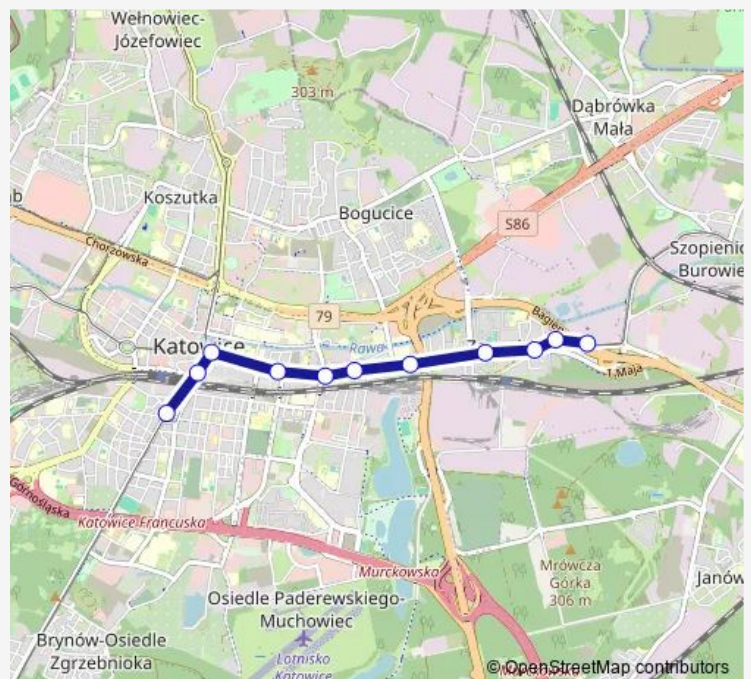 Wełnowiec-
Józefowiec
303 m
Dąbrówka
Mała
Koszutka
Bogucice
S86
Chorzowska
Szopienic
Burowie
79
Bagien
Katowice
Rawa
1 Maja
Górnośląska
Katowice Francuska
Murckowska
Mrówcza
Górka
306 m
Janów
Osiedle Paderewskiego-
Muchowiec
Brynów-Osiedle
Zgrzebnioka
Lotnisko
Katowice
Murckowska
© OpenStreetMap contributors